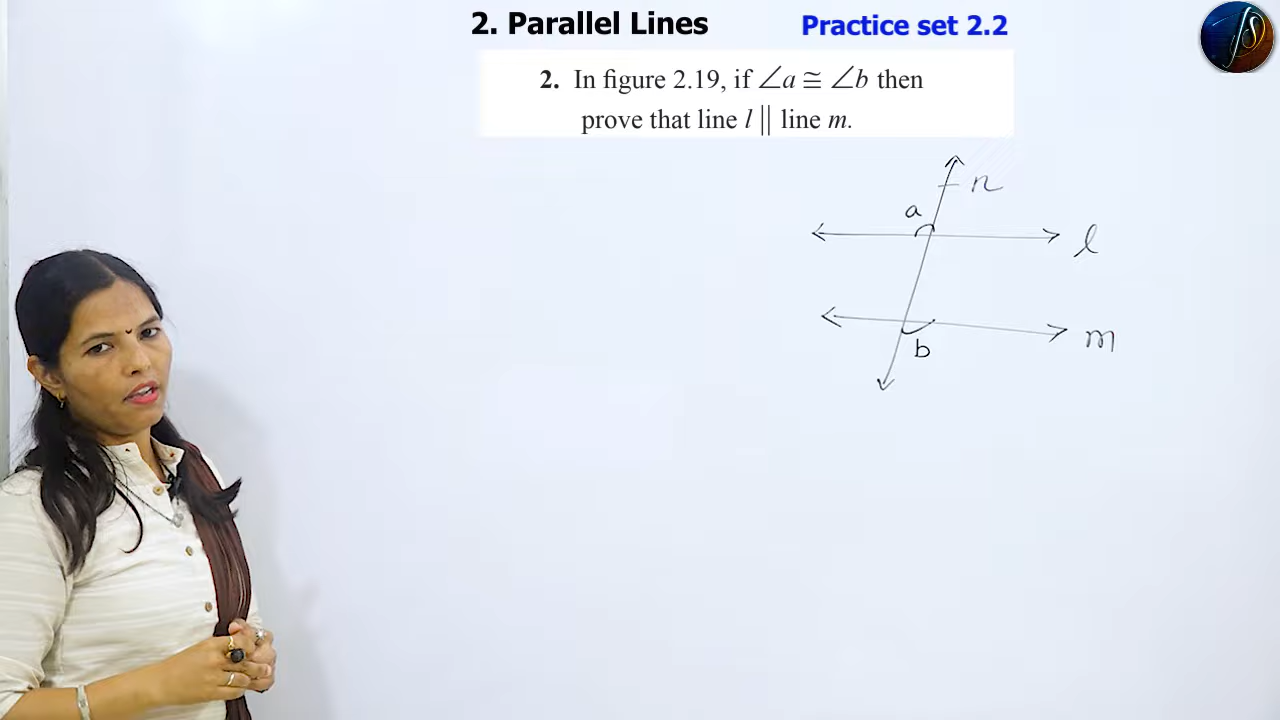 2. Parallel Lines
Practice set 2.2
2. In figure 2.19, if ∠a ≅ ∠b then
prove that line l || line m.
n
a
l
m
b